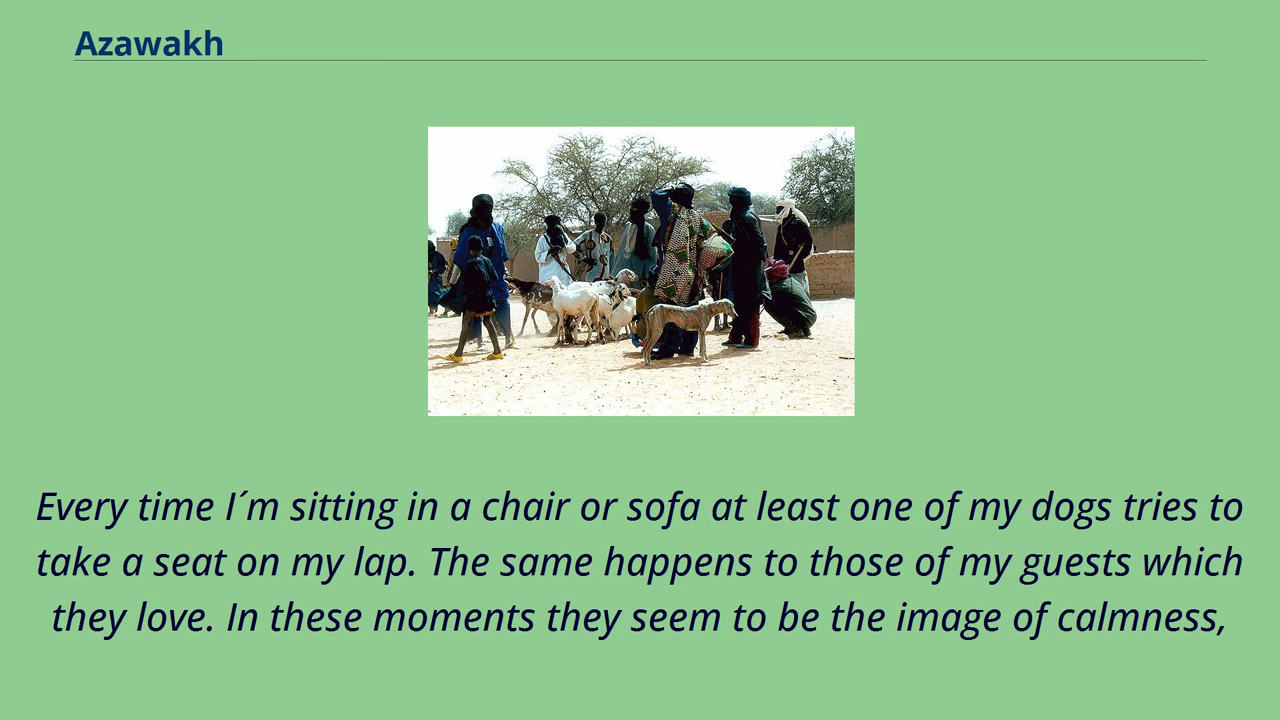 Azawakh
Every time I´m sitting in a chair or sofa at least one of my dogs tries to
take a seat on my lap. The same happens to those of my guests which
they love. In these moments they seem to be the image of calmness,